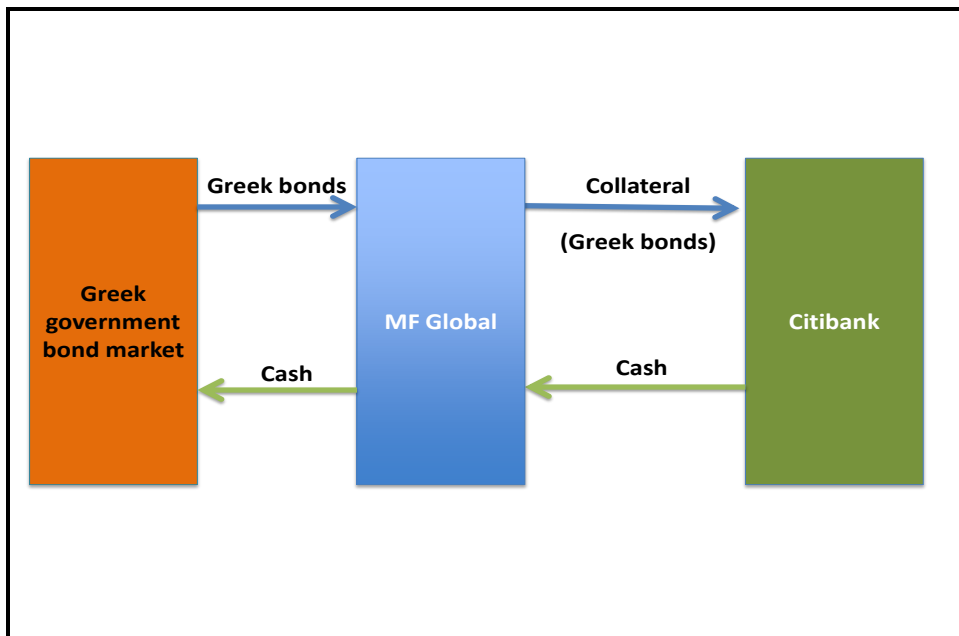 Greek bonds
Collateral
(Greek bonds)
Greek
government
bond market
MF Global
Citibank
Cash
Cash